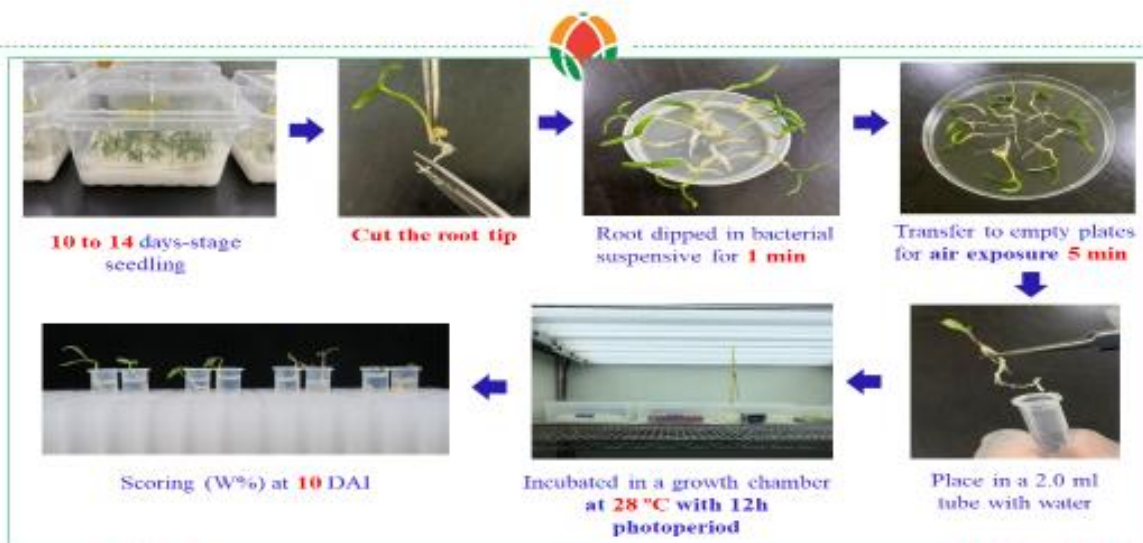 10 to 14 days-stage
seedling
Cut the root tip
Root dipped in bacterial
suspensive for 1 min
Transfer to empty plates
for air exposure 5 min
Place in a 2.0 ml
tube with water
Incubated in a growth chamber
at 28 °C with 12h
photoperiod
Scoring (W%) at 10 DAI